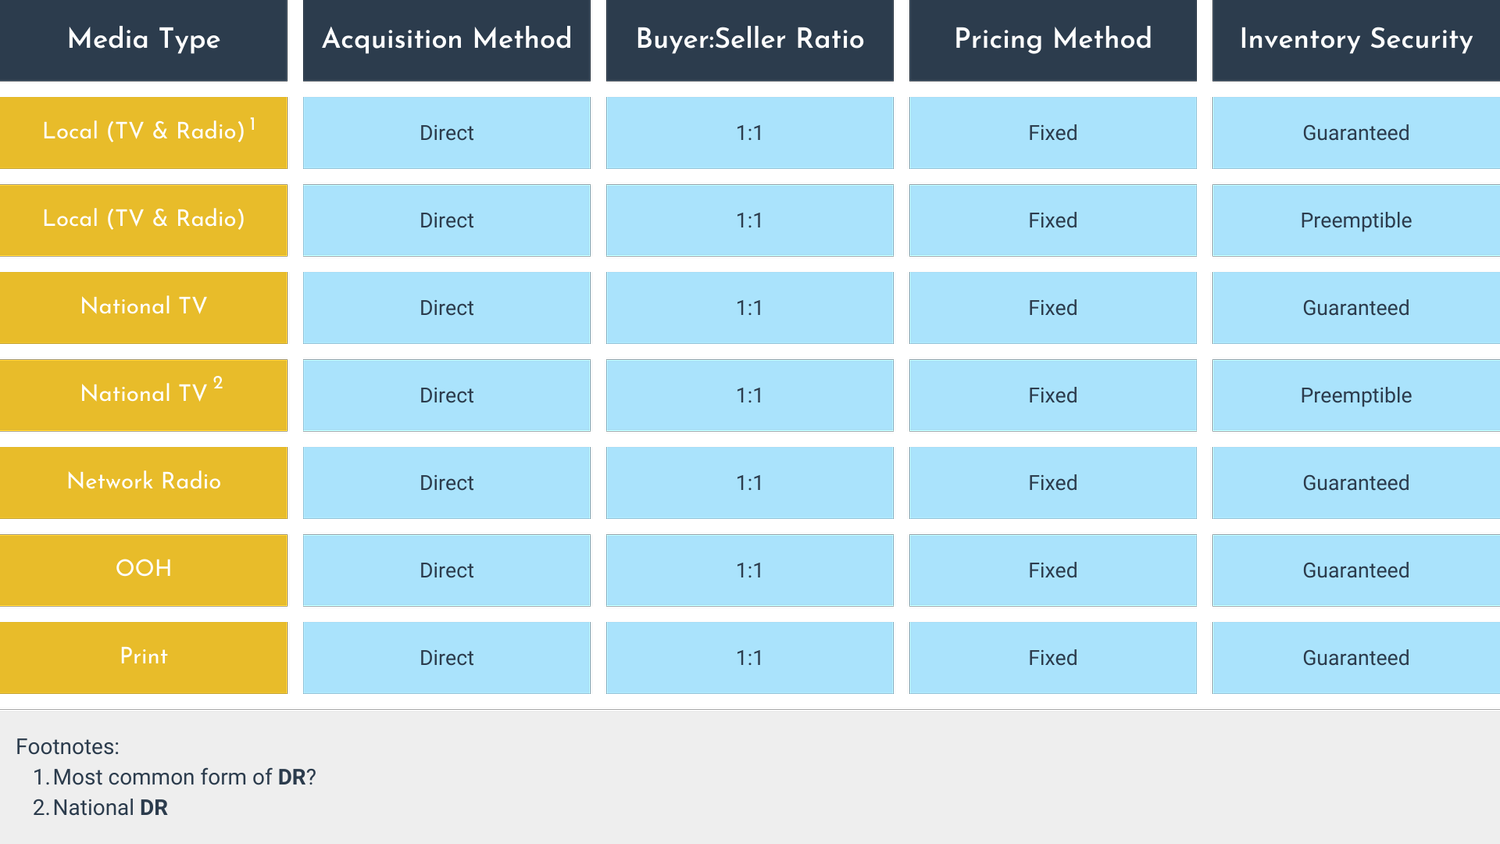 Media Type Acquisition Method Buyer:Seller Ratio Pricing Method Inventory Security
Local (TV & Radio) 1 Direct 1:1 Fixed Guaranteed
Local (TV & Radio) Direct 1:1 Fixed Preemptible
National TV Direct 1:1 Fixed Guaranteed
National TV 2 Direct 1:1 Fixed Preemptible
Network Radio Direct 1:1 Fixed Guaranteed
OOH Direct 1:1 Fixed Guaranteed
Print Direct 1:1 Fixed Guaranteed
Footnotes:
1. Most common form of DR?
2. National DR